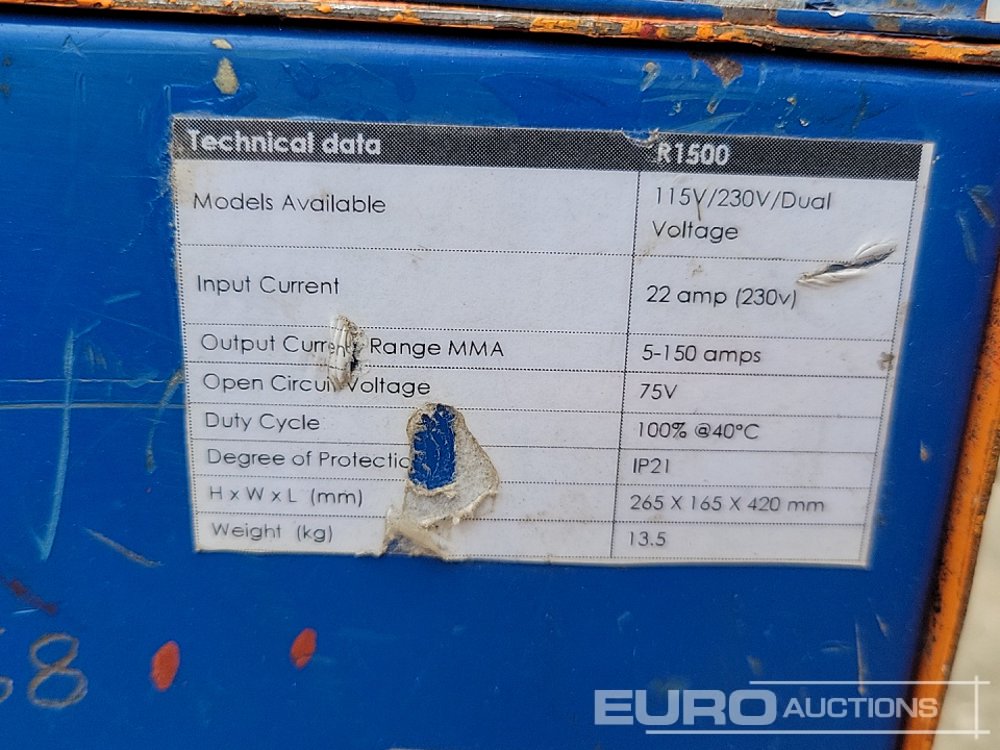 Technical data R1500
Models Available 115V/230V/Dual
Voltage
Input Current 22 amp (230v)
Output Current Range MMA 5-150 amps
Open Circuit Voltage 75V
Duty Cycle 100% @40°C
Degree of Protectio IP21
H x W x L (mm) 265 X 165 X 420 mm
Weight (kg) 13.5
8
EURO AUCTIONS